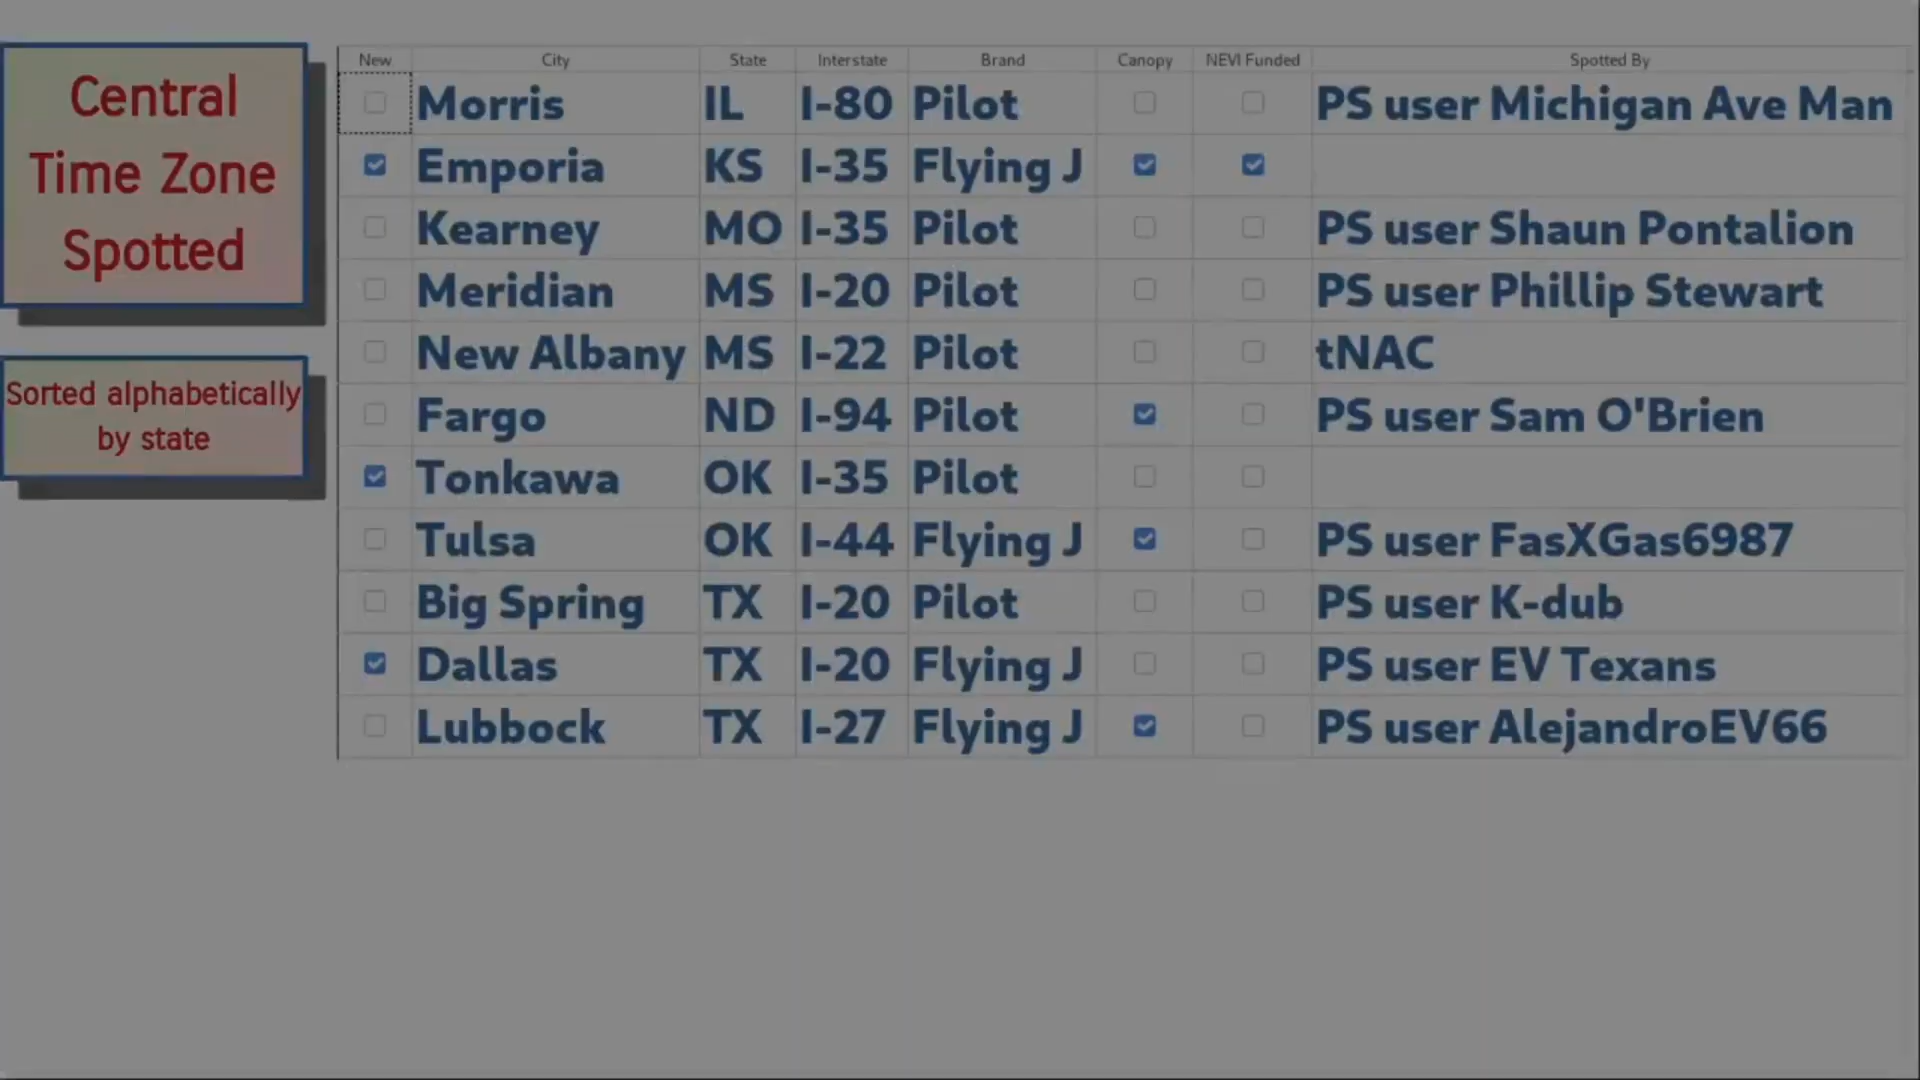 Central
Time Zone
Spotted
Sorted alphabetically
by state
New City State Interstate Brand Canopy NEVI Funded Spotted By
Morris IL I-80 Pilot PS user Michigan Ave Man
Emporia KS I-35 Flying J
Kearney MO I-35 Pilot PS user Shaun Pontalion
Meridian MS I-20 Pilot PS user Phillip Stewart
New Albany MS I-22 Pilot tNAC
Fargo ND I-94 Pilot PS user Sam O'Brien
Tonkawa OK I-35 Pilot
Tulsa OK I-44 Flying J PS user FasXGas6987
Big Spring TX I-20 Pilot PS user K-dub
Dallas TX I-20 Flying J PS user EV Texans
Lubbock TX I-27 Flying J PS user AlejandroEV66